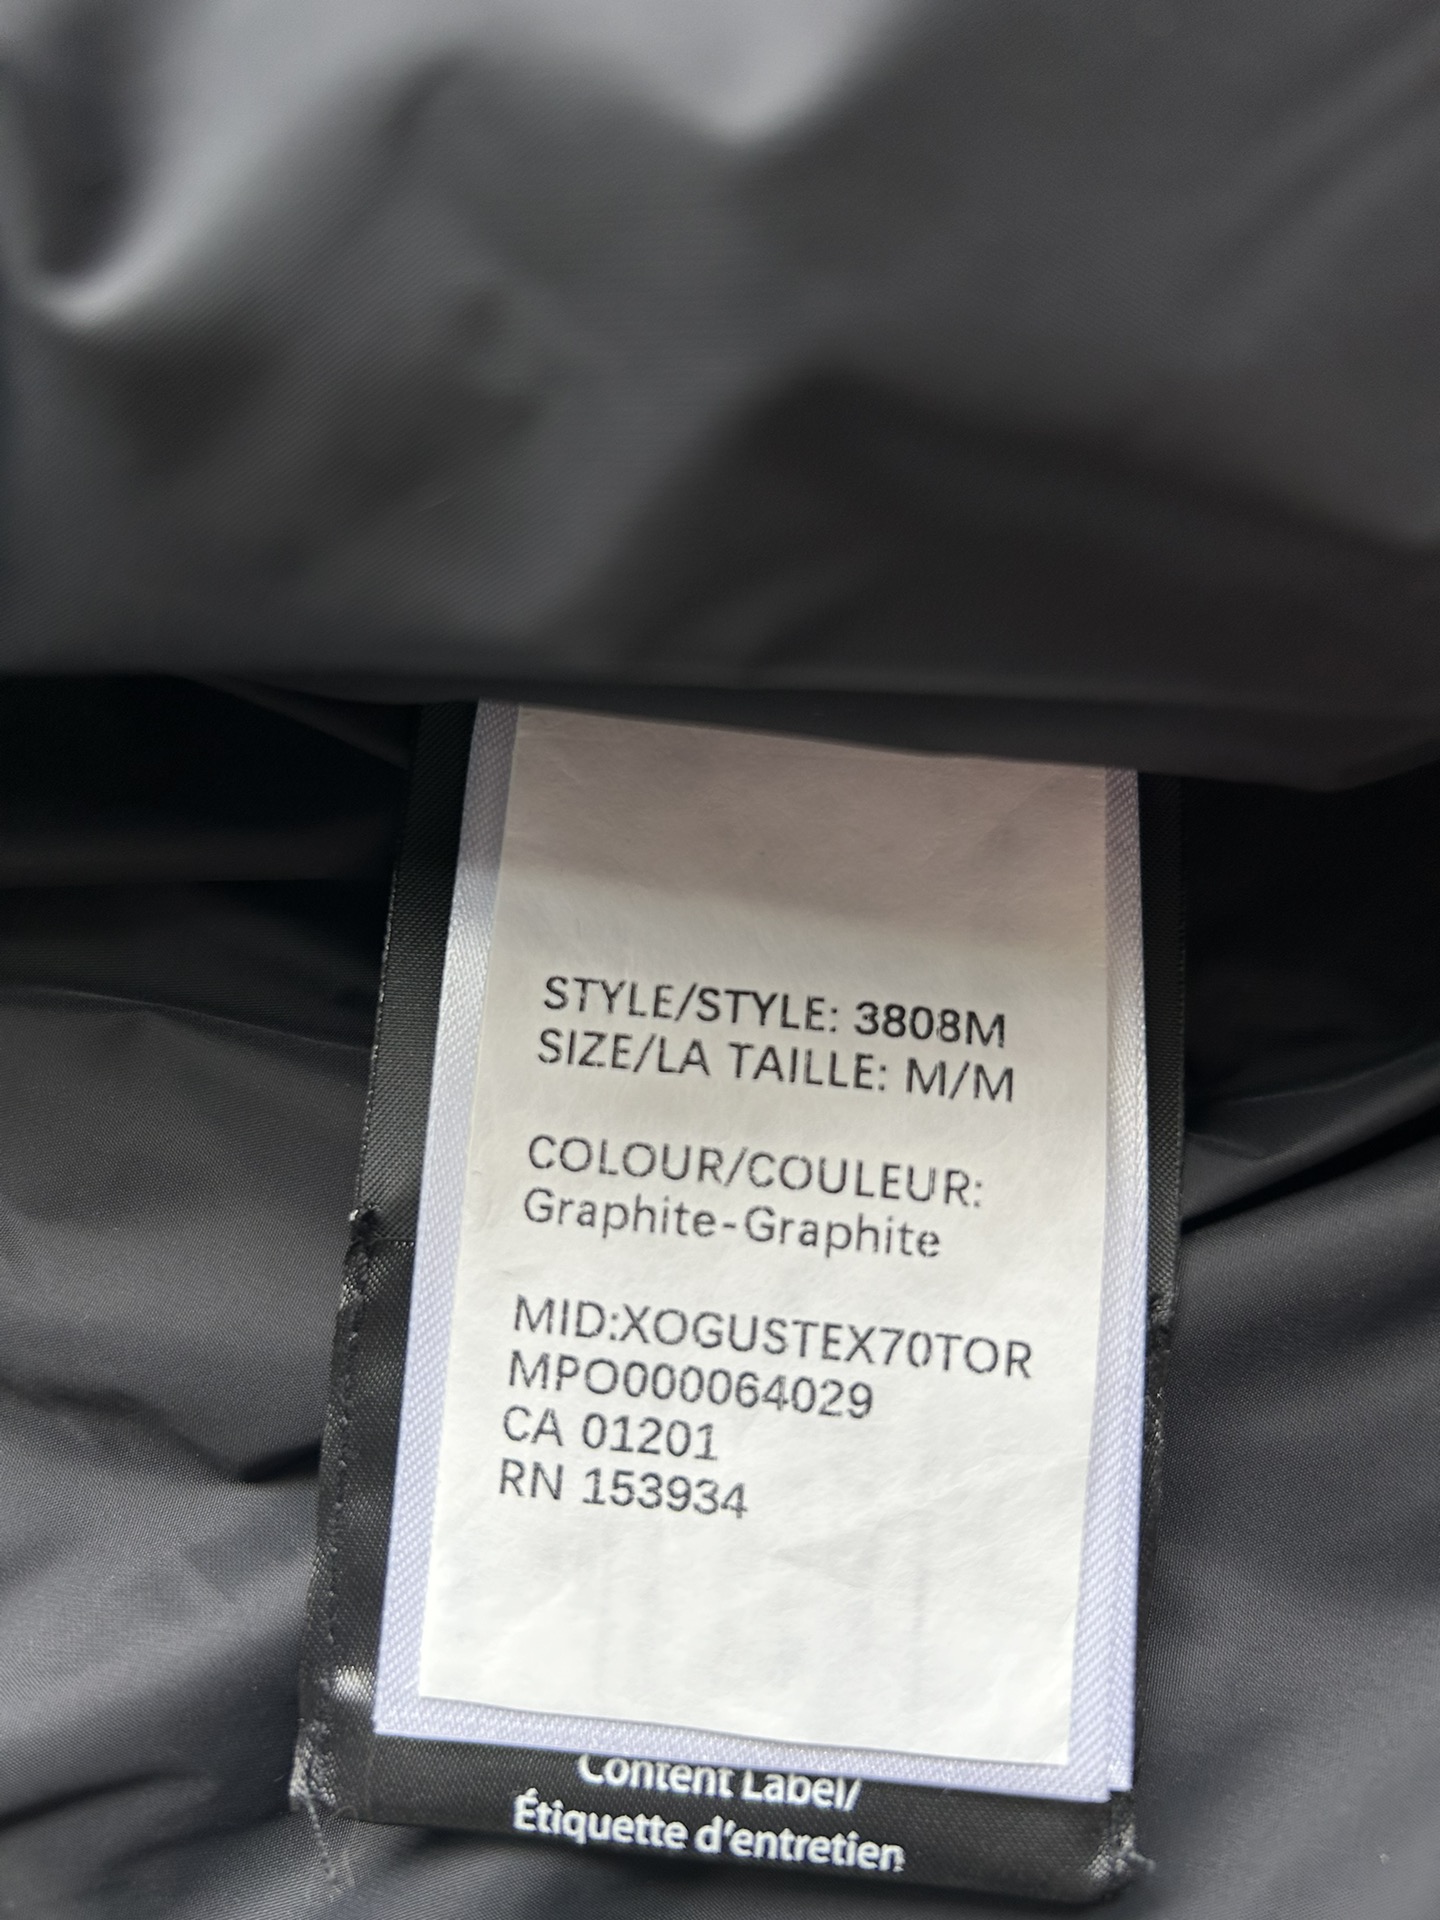 STYLE/STYLE: 3808M
SIZE/LA TAILLE: M/M
COLOUR/COULEUR:
Graphite-Graphite
MID:XOGUSTEX70TOR
MPO000064029
CA 01201
RN 153934
Content Label/
Étiquette d'entretien